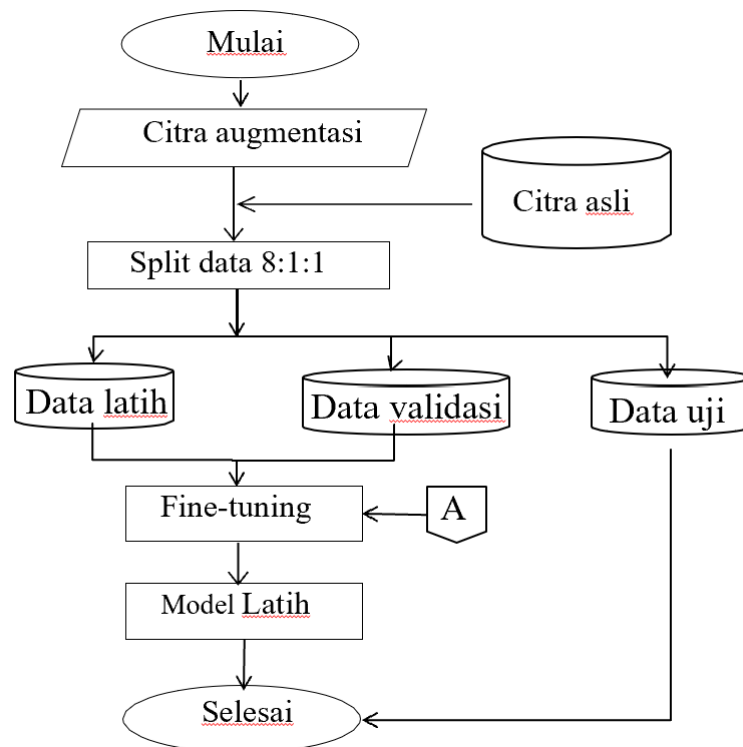 Mulai
Citra augmentasi
Citra asli
Split data 8:1:1
Data latih
Data validasi
Data uji
Fine-tuning
A
Model Latih
Selesai